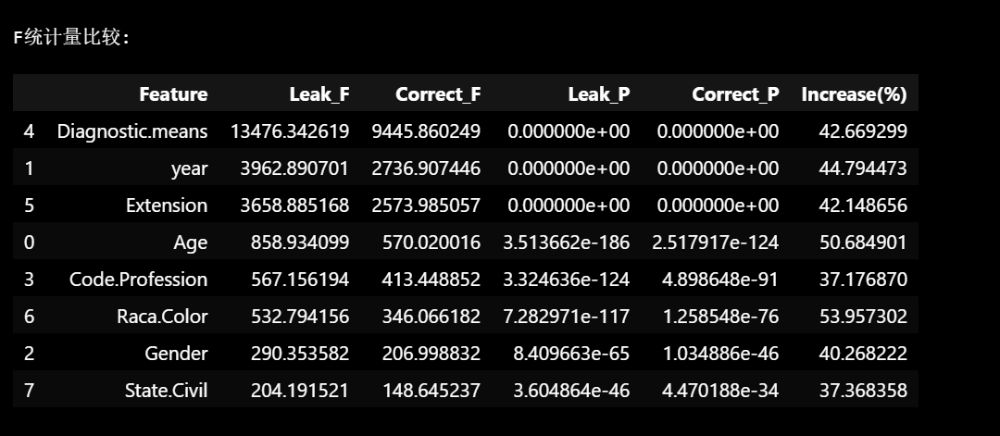 F统计量比较:
Feature Leak_F Correct_F Leak_P Correct_P Increase(%)
4 Diagnostic.means 13476.342619 9445.860249 0.000000e+00 0.000000e+00 42.669299
1 year 3962.890701 2736.907446 0.000000e+00 0.000000e+00 44.794473
5 Extension 3658.885168 2573.985057 0.000000e+00 0.000000e+00 42.148656
0 Age 858.934099 570.020016 3.513662e-186 2.517917e-124 50.684901
3 Code.Profession 567.156194 413.448852 3.324636e-124 4.898648e-91 37.176870
6 Raca.Color 532.794156 346.066182 7.282971e-117 1.258548e-76 53.957302
2 Gender 290.353582 206.998832 8.409663e-65 1.034886e-46 40.268222
7 State.Civil 204.191521 148.645237 3.604864e-46 4.470188e-34 37.368358